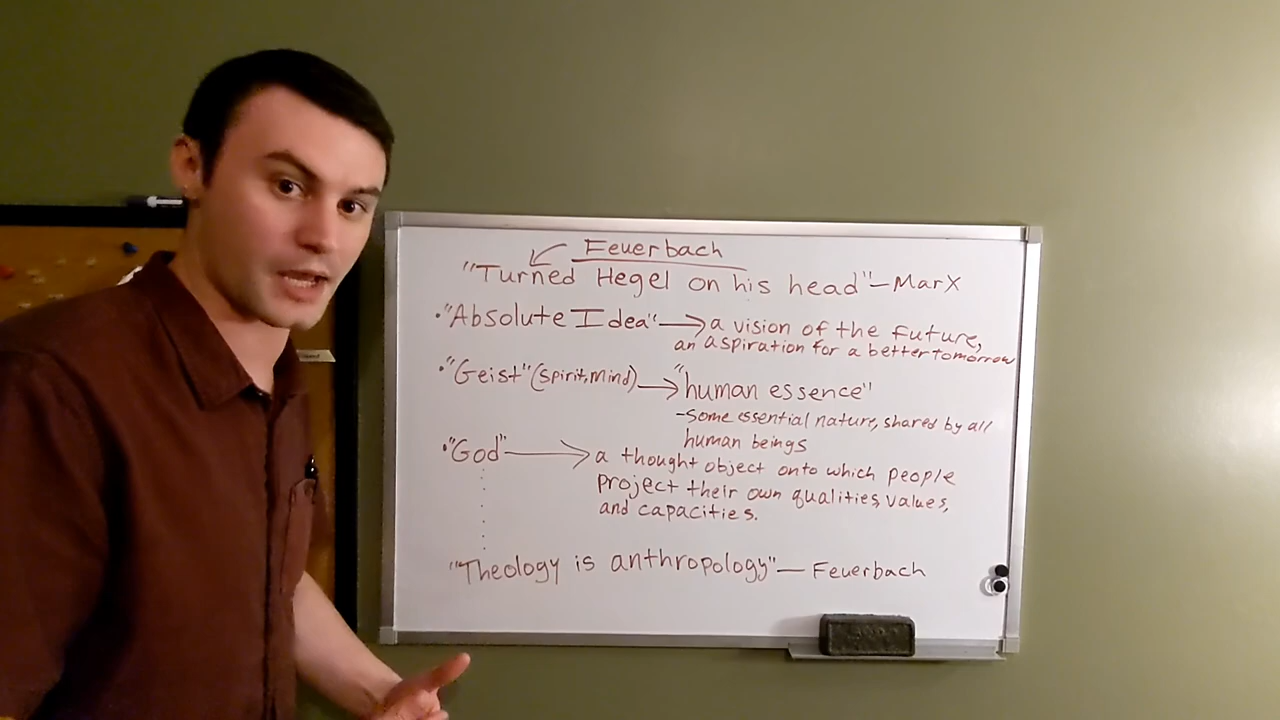 Feuerbach
"Turned Hegel on his head"—Marx
•"Absolute Idea"→a vision of the future,
an aspiration for a better tomorrow
•"Geist"(spirit,mind)→"human essence"
-Some essential nature, shared by all
human beings
•"God"→a thought object onto which people
project their own qualities, values,
and capacities.
"Theology is anthropology"—Feuerbach